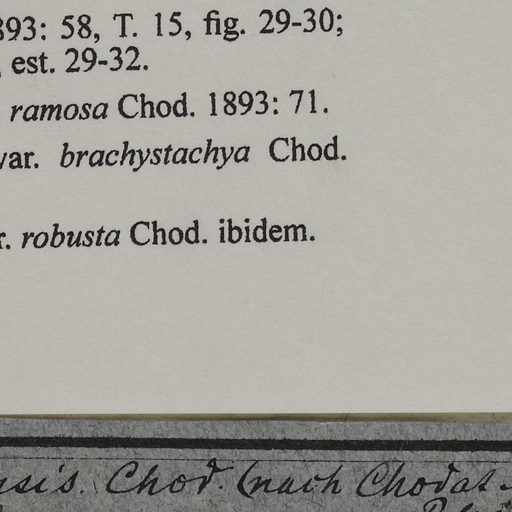 893: 58, T. 15, fig. 29-30;
, est. 29-32.
ramosa Chod. 1893: 71.
var. brachystachya Chod.
r. robusta Chod. ibidem.
Chod. (nach Chodat